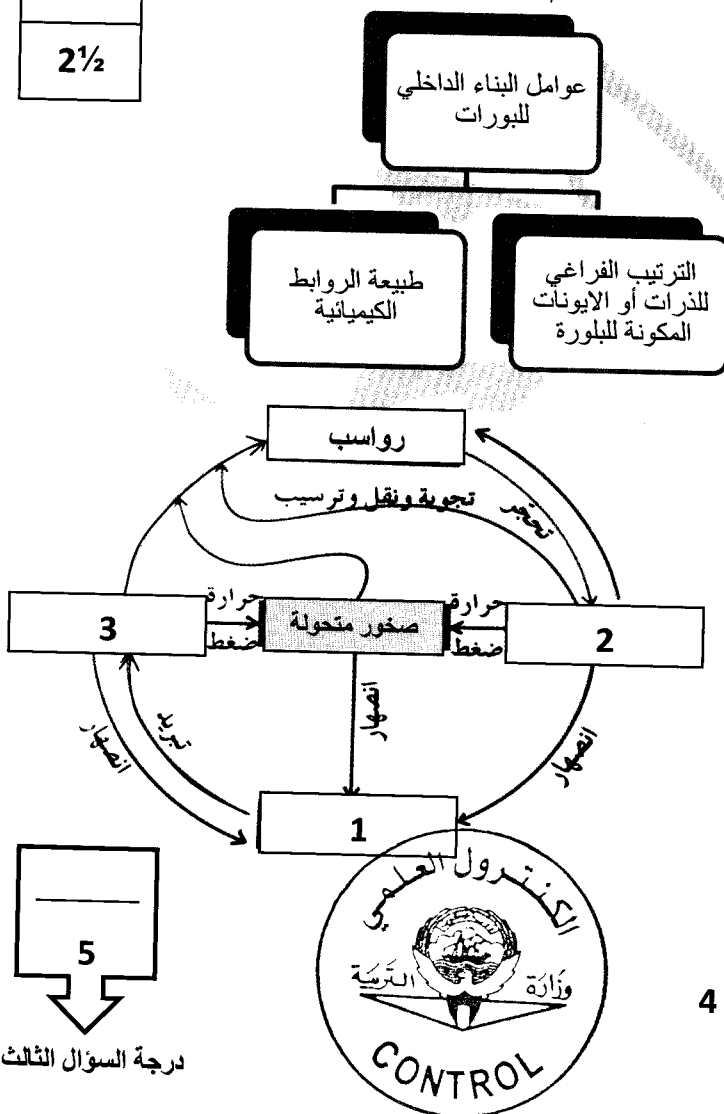 2½
عوامل البناء الداخلي
للبورات
الترتيب الفراغي
للذرات أو الايونات
المكونة للبلورة
طبيعة الروابط
الكيميائية
رواسب
تحجر
تجوية ونقل وترسيب
2
حرارة
ضغط
صخور متحولة
حرارة
ضغط
3
انصهار
انصهار
تبريد
انصهار
1
الكنترول العلمي
وزارة التربية
CONTROL
5
درجة السؤال الثالث
4